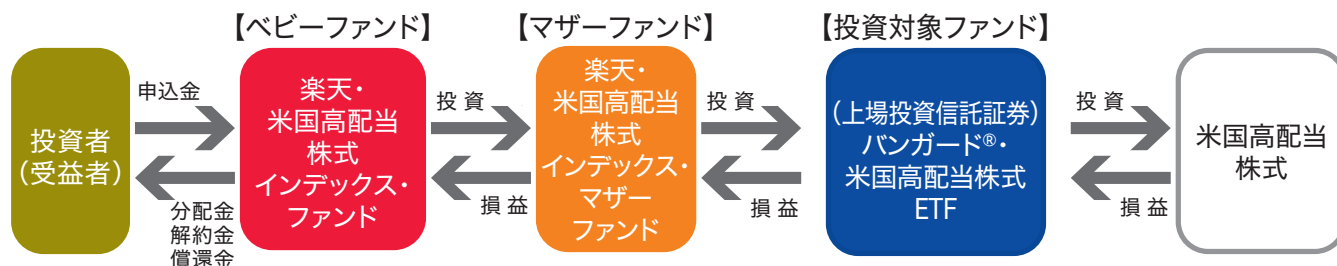 【ベビーファンド】
【マザーファンド】
【投資対象ファンド】
投資者
（受益者）
申込金
分配金
解約金
償還金
楽天・
米国高配当
株式
インデックス・
ファンド
投 資
損 益
楽天・
米国高配当
株式
インデックス・
マザー
ファンド
投 資
損 益
（上場投資信託証券）
バンガード®・
米国高配当株式
ETF
投 資
損 益
米国高配当
株式